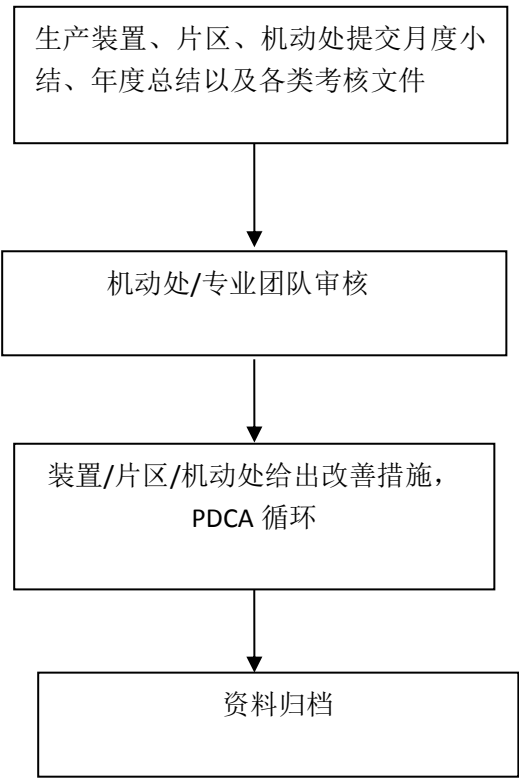 生产装置、片区、机动处提交月度小
结、年度总结以及各类考核文件
机动处/专业团队审核
装置/片区/机动处给出改善措施，
PDCA 循环
资料归档